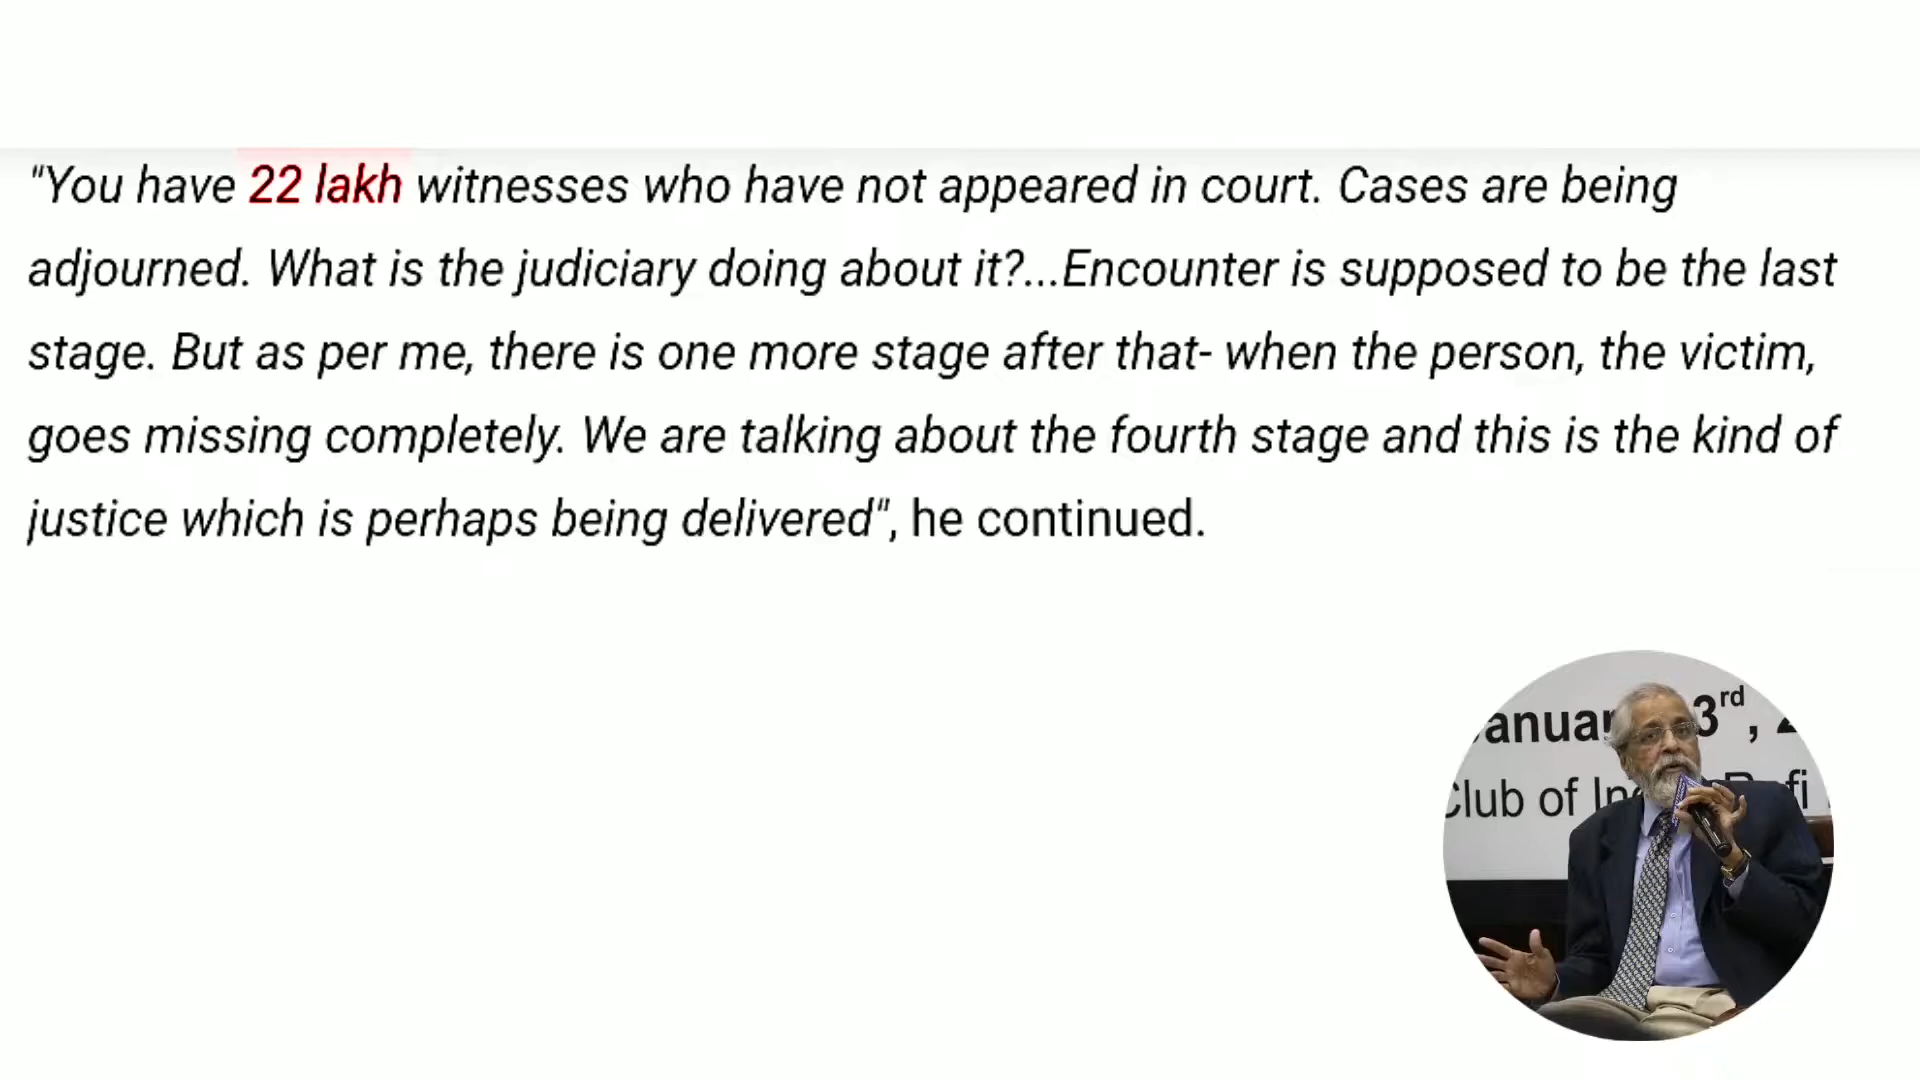 "You have 22 lakh witnesses who have not appeared in court. Cases are being
adjourned. What is the judiciary doing about it?...Encounter is supposed to be the last
stage. But as per me, there is one more stage after that- when the person, the victim,
goes missing completely. We are talking about the fourth stage and this is the kind of
justice which is perhaps being delivered", he continued.
3rd,
Club of